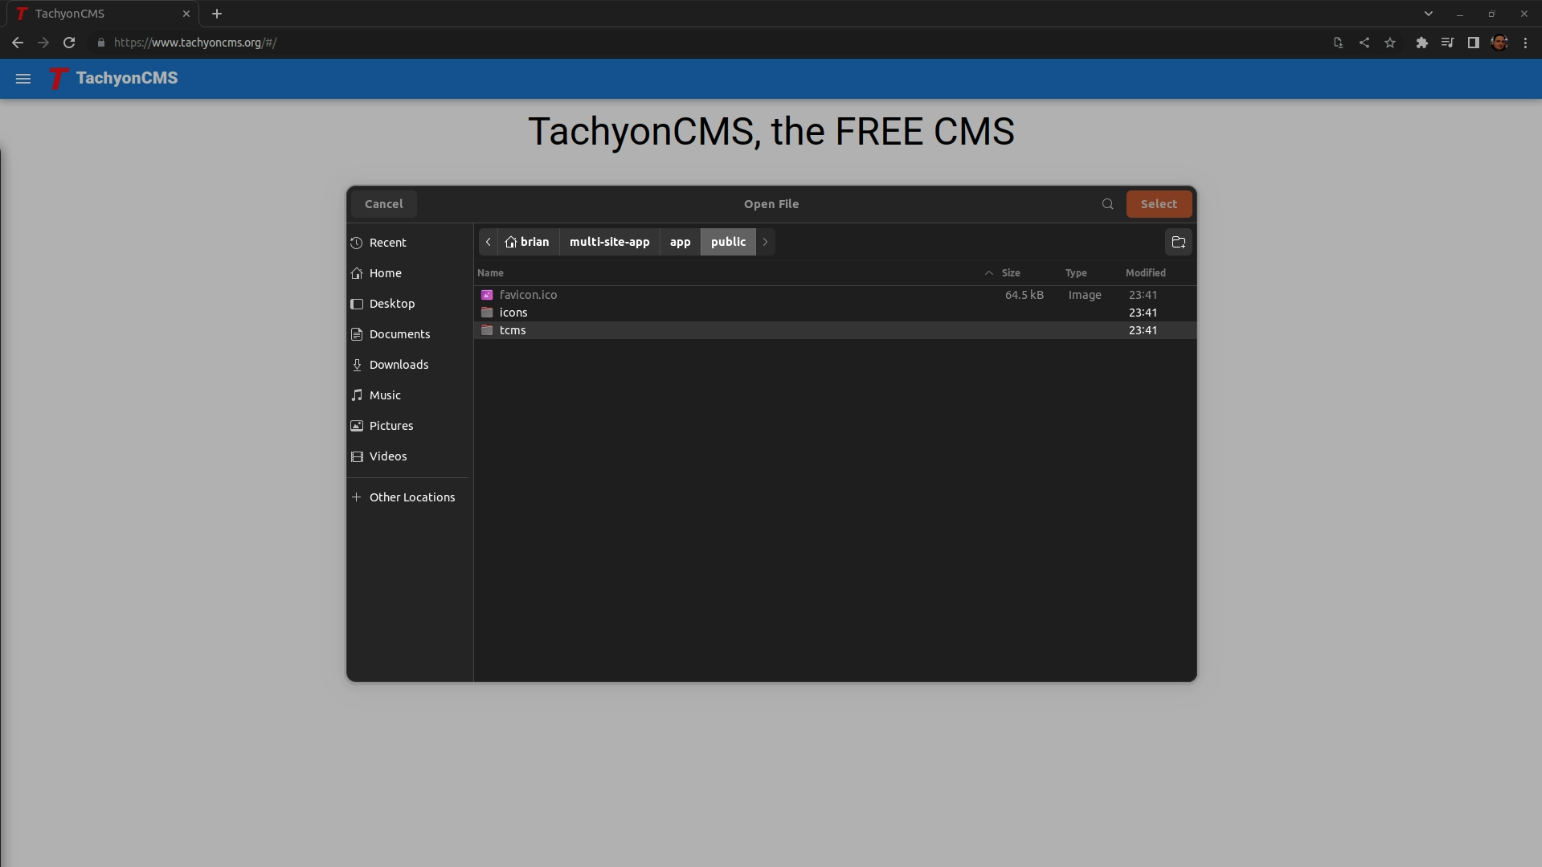 TachyonCMS
https://www.tachyoncms.org/#/
TachyonCMS
TachyonCMS, the FREE CMS
Cancel
Open File
Select
Recent
Home
Desktop
Documents
Downloads
Music
Pictures
Videos
Other Locations
brian multi-site-app app public
Name Size Type Modified
favicon.ico 64.5 kB Image 23:41
icons 23:41
tcms 23:41